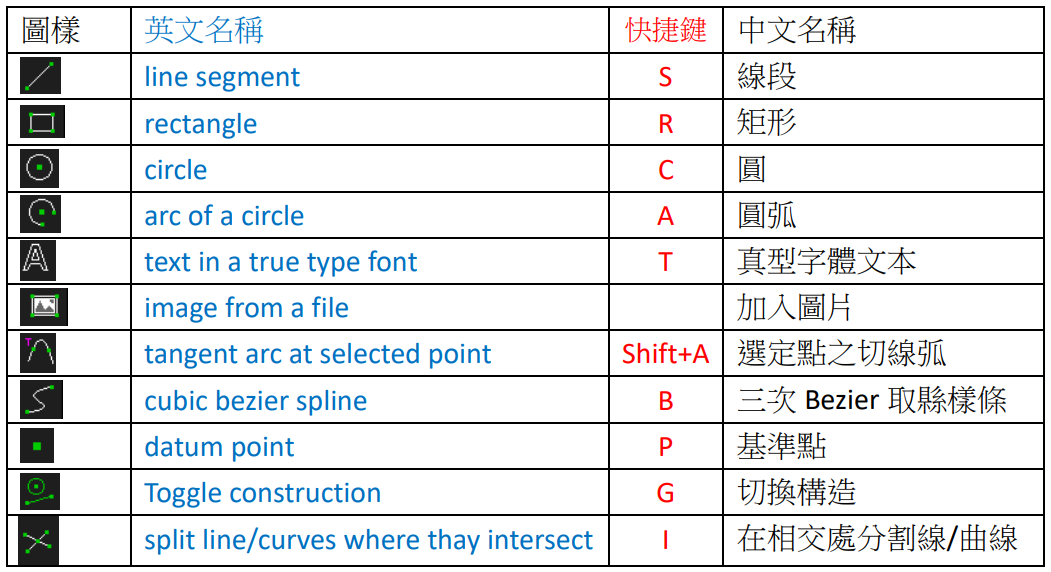 圖樣 英文名稱 快捷鍵 中文名稱
line segment S 線段
rectangle R 矩形
circle C 圓
arc of a circle A 圓弧
text in a true type font T 真型字體文本
image from a file 加入圖片
tangent arc at selected point Shift+A 選定點之切線弧
cubic bezier spline B 三次 Bezier 取縣樣條
datum point P 基準點
Toggle construction G 切換構造
split line/curves where thay intersect I 在相交處分割線/曲線